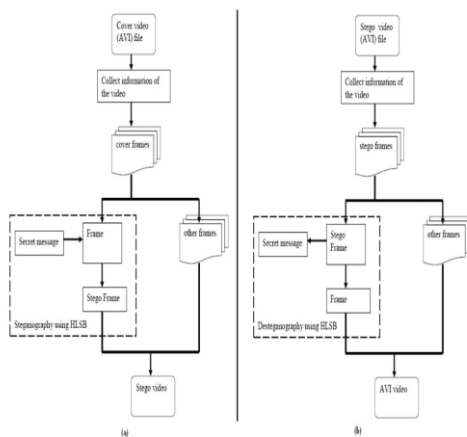 Cover video
(AVI) file
Collect information of
the video
cover frames
Frame
other frames
Secret message
Stego Frame
Steganography using HLSB
Stego video
(a)
Stego video
(AVI) file
Collect information of
the video
stego frames
Stego
Frame
other frames
Secret message
Frame
Desteganography using HLSB
AVI video
(b)